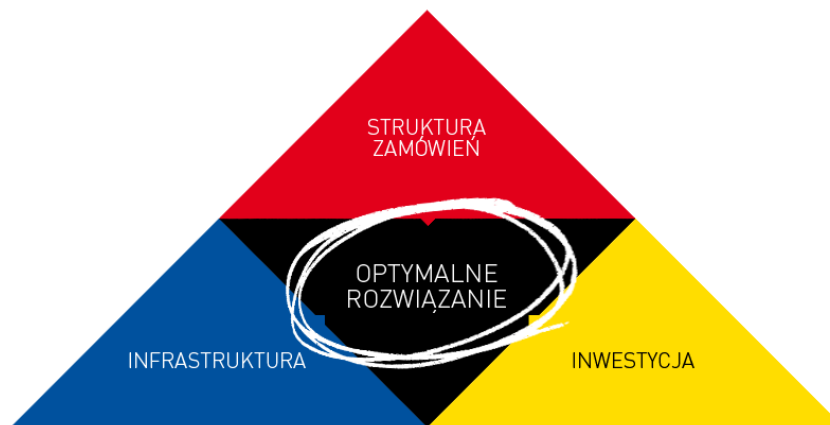 STRUKTURA
ZAMÓWIEŃ
OPTYMALNE
ROZWIĄZANIE
INFRASTRUKTURA
INWESTYCJA